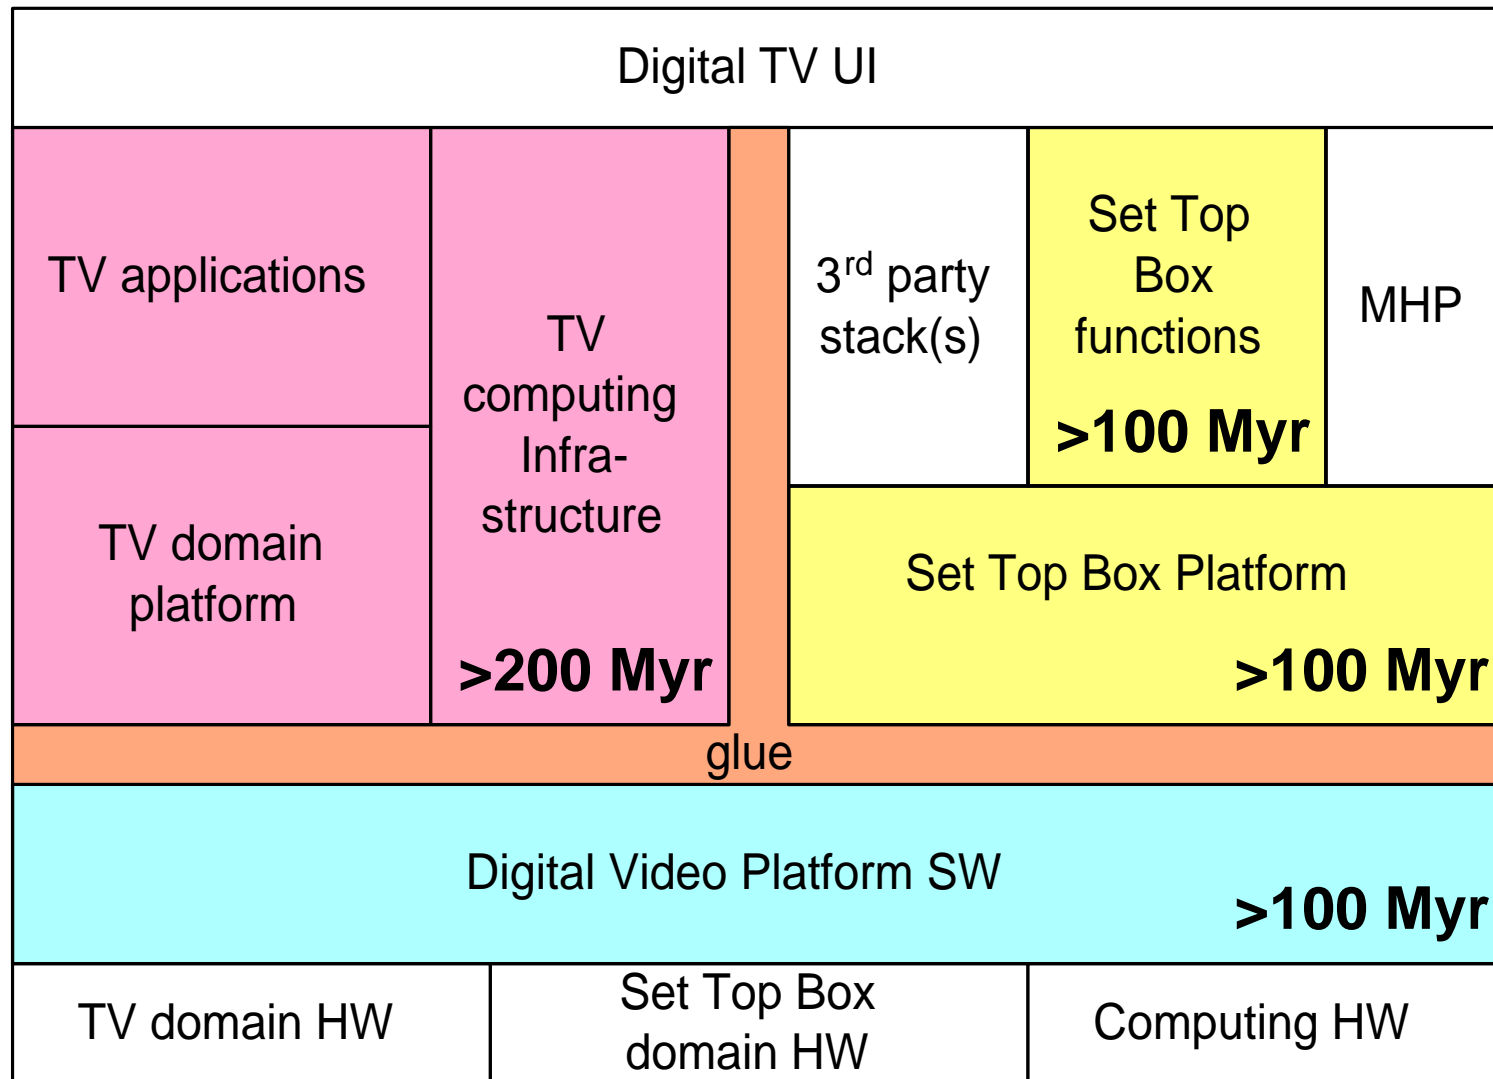 Digital TV UI
TV applications
TV domain
platform
TV
computing
Infra-
structure
>200 Myr
3rd party
stack(s)
Set Top
Box
functions
>100 Myr
MHP
Set Top Box Platform
>100 Myr
glue
Digital Video Platform SW
>100 Myr
TV domain HW
Set Top Box
domain HW
Computing HW